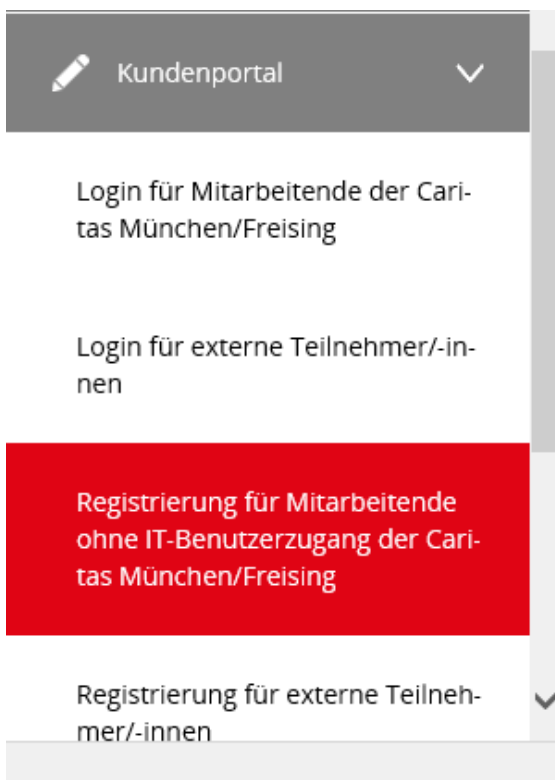 Kundenportal
Login für Mitarbeitende der Cari-
tas München/Freising
Login für externe Teilnehmer/-in-
nen
Registrierung für Mitarbeitende
ohne IT-Benutzerzugang der Cari-
tas München/Freising
Registrierung für externe Teilneh-
mer/-innen